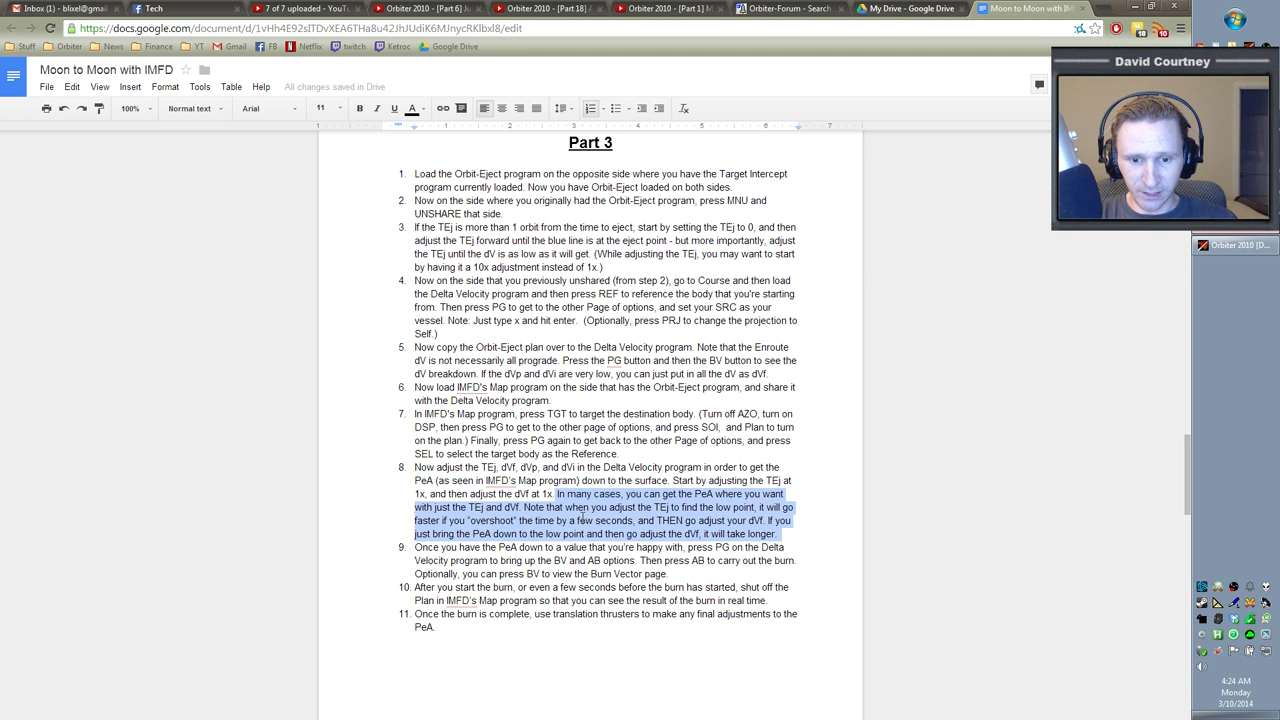 Inbox (1) - blixel@gmail
Tech
7 of 7 uploaded - YouTu
Orbiter 2010 - [Part 6] Ju
Orbiter 2010 - [Part 18] J
Orbiter 2010 - [Part 1] M
Orbiter-Forum - Search
My Drive - Google Drive
Moon to Moon with IMF
https://docs.google.com/document/d/1vHh4E92sITDvXEA6THa8u42JhJUdiK6MJnycRKlbxI8/edit
18
10
Stuff
Orbiter
News
Finance
YT
Gmail
FB
Netflix
twitch
Ketroc
Google Drive
David Courtney
Moon to Moon with IMFD
File Edit View Insert Format Tools Table Help All changes saved in Drive
100% Normal text Arial 11 B I U A
1 1 2 3 4 5 6 7
Part 3
1. Load the Orbit-Eject program on the opposite side where you have the Target Intercept
program currently loaded. Now you have Orbit-Eject loaded on both sides.
2. Now on the side where you originally had the Orbit-Eject program, press MNU and
UNSHARE that side.
3. If the TEj is more than 1 orbit from the time to eject, start by setting the TEj to 0, and then
adjust the TEj forward until the blue line is at the eject point - but more importantly, adjust
the TEj until the dV is as low as it will get. (While adjusting the TEj, you may want to start
by having it a 10x adjustment instead of 1x.)
4. Now on the side that you previously unshared (from step 2), go to Course and then load
the Delta Velocity program and then press REF to reference the body that you're starting
from. Then press PG to get to the other Page of options, and set your SRC as your
vessel. Note: Just type x and hit enter. (Optionally, press PRJ to change the projection to
Self.)
5. Now copy the Orbit-Eject plan over to the Delta Velocity program. Note that the Enroute
dV is not necessarily all prograde. Press the PG button and then the BV button to see the
dV breakdown. If the dVp and dVi are very low, you can just put in all the dV as dVf.
6. Now load IMFD's Map program on the side that has the Orbit-Eject program, and share it
with the Delta Velocity program.
7. In IMFD's Map program, press TGT to target the destination body. (Turn off AZO, turn on
DSP, then press PG to get to the other page of options, and press SOI, and Plan to turn
on the plan.) Finally, press PG again to get back to the other Page of options, and press
SEL to select the target body as the Reference.
8. Now adjust the TEj, dVf, dVp, and dVi in the Delta Velocity program in order to get the
PeA (as seen in IMFD's Map program) down to the surface. Start by adjusting the TEj at
1x, and then adjust the dVf at 1x. In many cases, you can get the PeA where you want
with just the TEj and dVf. Note that when you adjust the TEj to find the low point, it will go
faster if you "overshoot" the time by a few seconds, and THEN go adjust your dVf. If you
just bring the PeA down to the low point and then go adjust the dVf, it will take longer.
9. Once you have the PeA down to a value that you're happy with, press PG on the Delta
Velocity program to bring up the BV and AB options. Then press AB to carry out the burn.
Optionally, you can press BV to view the Burn Vector page.
10. After you start the burn, or even a few seconds before the burn has started, shut off the
Plan in IMFD's Map program so that you can see the result of the burn in real time.
11. Once the burn is complete, use translation thrusters to make any final adjustments to the
PeA.
Orbiter 2010 [D...
4:24 AM
Monday
3/10/2014